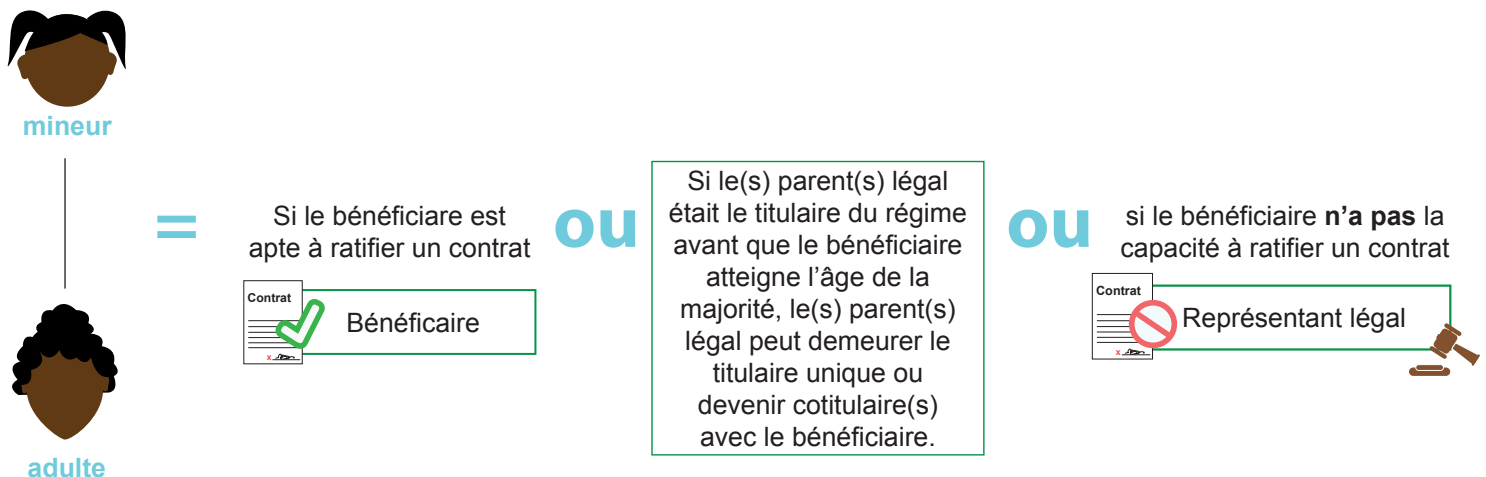 mineur
adulte
=
Si le bénéficiare est
apte à ratifier un contrat
Contrat
x
Bénéficaire
ou
Si le(s) parent(s) légal
était le titulaire du régime
avant que le bénéficiaire
atteigne l'âge de la
majorité, le(s) parent(s)
légal peut demeurer le
titulaire unique ou
devenir cotitulaire(s)
avec le bénéficiaire.
ou
si le bénéficiaire n'a pas la
capacité à ratifier un contrat
Contrat
x
Représentant légal